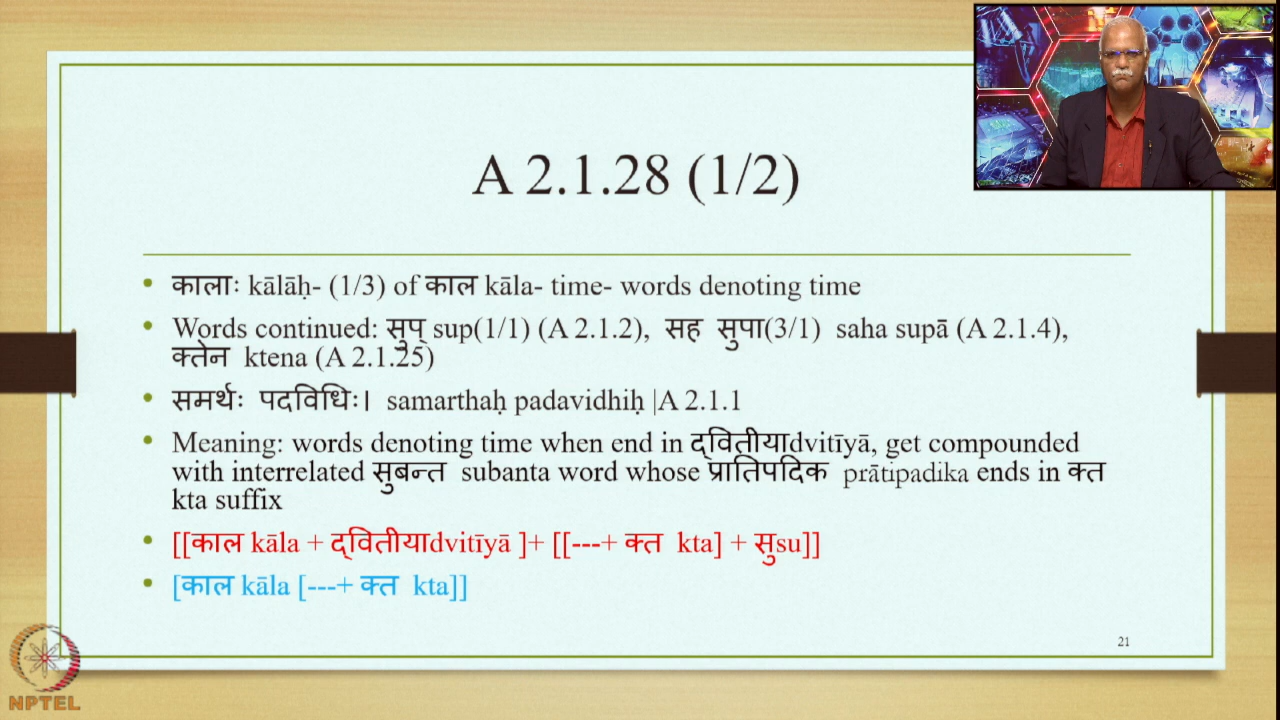 A 2.1.28 (1/2)
• कालाः kālāḥ- (1/3) of काल kāla- time- words denoting time
• Words continued: सुप् sup(1/1) (A 2.1.2), सह सुपा(3/1) saha supā (A 2.1.4),
क्तेन ktena (A 2.1.25)
• समर्थः पदविधिः। samarthaḥ padavidhiḥ |A 2.1.1
• Meaning: words denoting time when end in द्वितीयाdvitīyā, get compounded
with interrelated सुबन्त subanta word whose प्रातिपदिक prātipadika ends in क्त
kta suffix
• [[काल kāla + द्वितीयाdvitīyā ]+ [[---+ क्त kta] + सुsu]]
• [काल kāla [---+ क्त kta]]
21
NPTEL